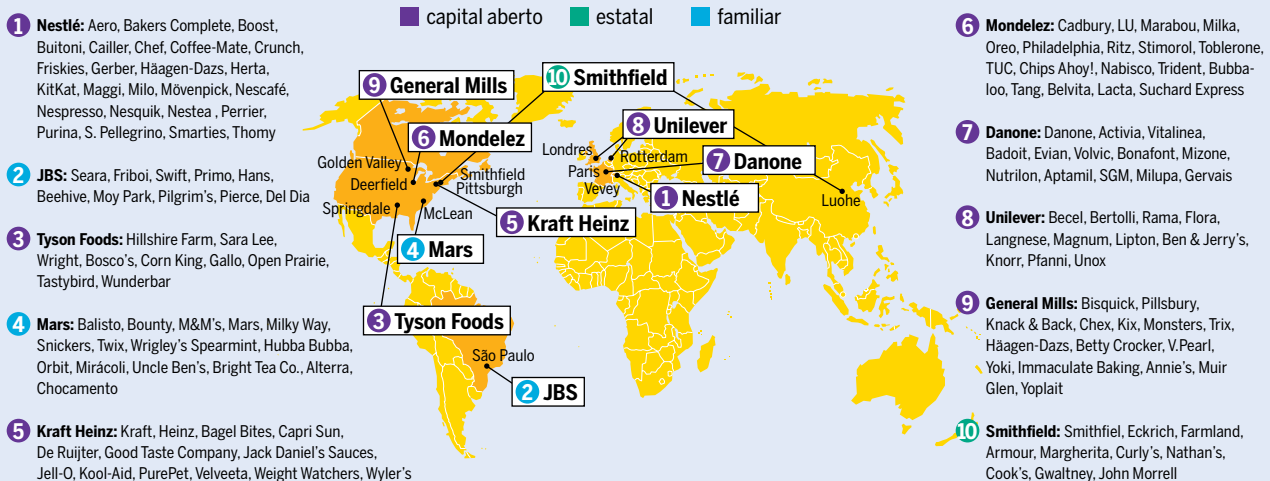 capital aberto
estatal
familiar
1 Nestlé: Aero, Bakers Complete, Boost,
Buitoni, Cailler, Chef, Coffee-Mate, Crunch,
Friskies, Gerber, Häagen-Dazs, Herta,
KitKat, Maggi, Milo, Mövenpick, Nescafé,
Nespresso, Nesquik, Nestea , Perrier,
Purina, S. Pellegrino, Smarties, Thomy
2 JBS: Seara, Friboi, Swift, Primo, Hans,
Beehive, Moy Park, Pilgrim's, Pierce, Del Dia
3 Tyson Foods: Hillshire Farm, Sara Lee,
Wright, Bosco's, Corn King, Gallo, Open Prairie,
Tastybird, Wunderbar
4 Mars: Balisto, Bounty, M&M's, Mars, Milky Way,
Snickers, Twix, Wrigley's Spearmint, Hubba Bubba,
Orbit, Mirácoli, Uncle Ben's, Bright Tea Co., Alterra,
Chocamento
5 Kraft Heinz: Kraft, Heinz, Bagel Bites, Capri Sun,
De Ruijter, Good Taste Company, Jack Daniel's Sauces,
Jell-O, Kool-Aid, PurePet, Velveeta, Weight Watchers, Wyler's
9 General Mills
10 Smithfield
6 Mondelez
8 Unilever
7 Danone
1 Nestlé
5 Kraft Heinz
4 Mars
3 Tyson Foods
2 JBS
Golden Valley
Deerfield
Springdale
Smithfield
Pittsburgh
McLean
Londres
Rotterdam
Paris
Vevey
Luohe
São Paulo
6 Mondelez: Cadbury, LU, Marabou, Milka,
Oreo, Philadelphia, Ritz, Stimorol, Toblerone,
TUC, Chips Ahoy!, Nabisco, Trident, Bubba-
loo, Tang, Belvita, Lacta, Suchard Express
7 Danone: Danone, Activia, Vitalinea,
Badoit, Evian, Volvic, Bonafont, Mizone,
Nutrilon, Aptamil, SGM, Milupa, Gervais
8 Unilever: Becel, Bertolli, Rama, Flora,
Langnese, Magnum, Lipton, Ben & Jerry's,
Knorr, Pfanni, Unox
9 General Mills: Bisquick, Pillsbury,
Knack & Back, Chex, Kix, Monsters, Trix,
Häagen-Dazs, Betty Crocker, V.Pearl,
Yoki, Immaculate Baking, Annie's, Muir
Glen, Yoplait
10 Smithfield: Smithfiel, Eckrich, Farmland,
Armour, Margherita, Curly's, Nathan's,
Cook's, Gwaltney, John Morrell